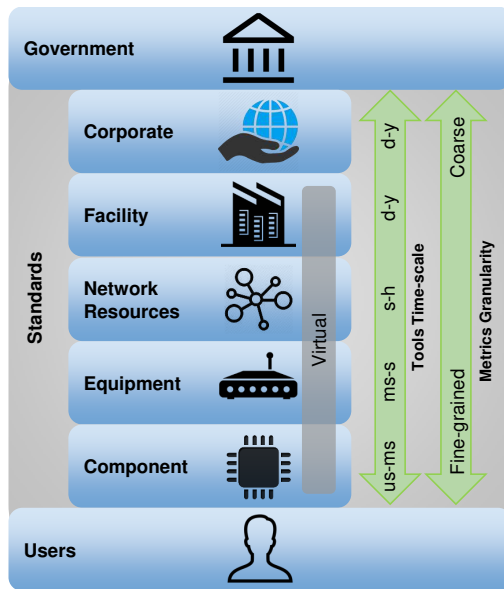 Government
Corporate
Facility
Network
Resources
Equipment
Component
Users
Standards
Virtual
d-y
d-y
s-h
ms-s
us-ms
Tools Time-scale
Coarse
Fine-grained
Metrics Granularity